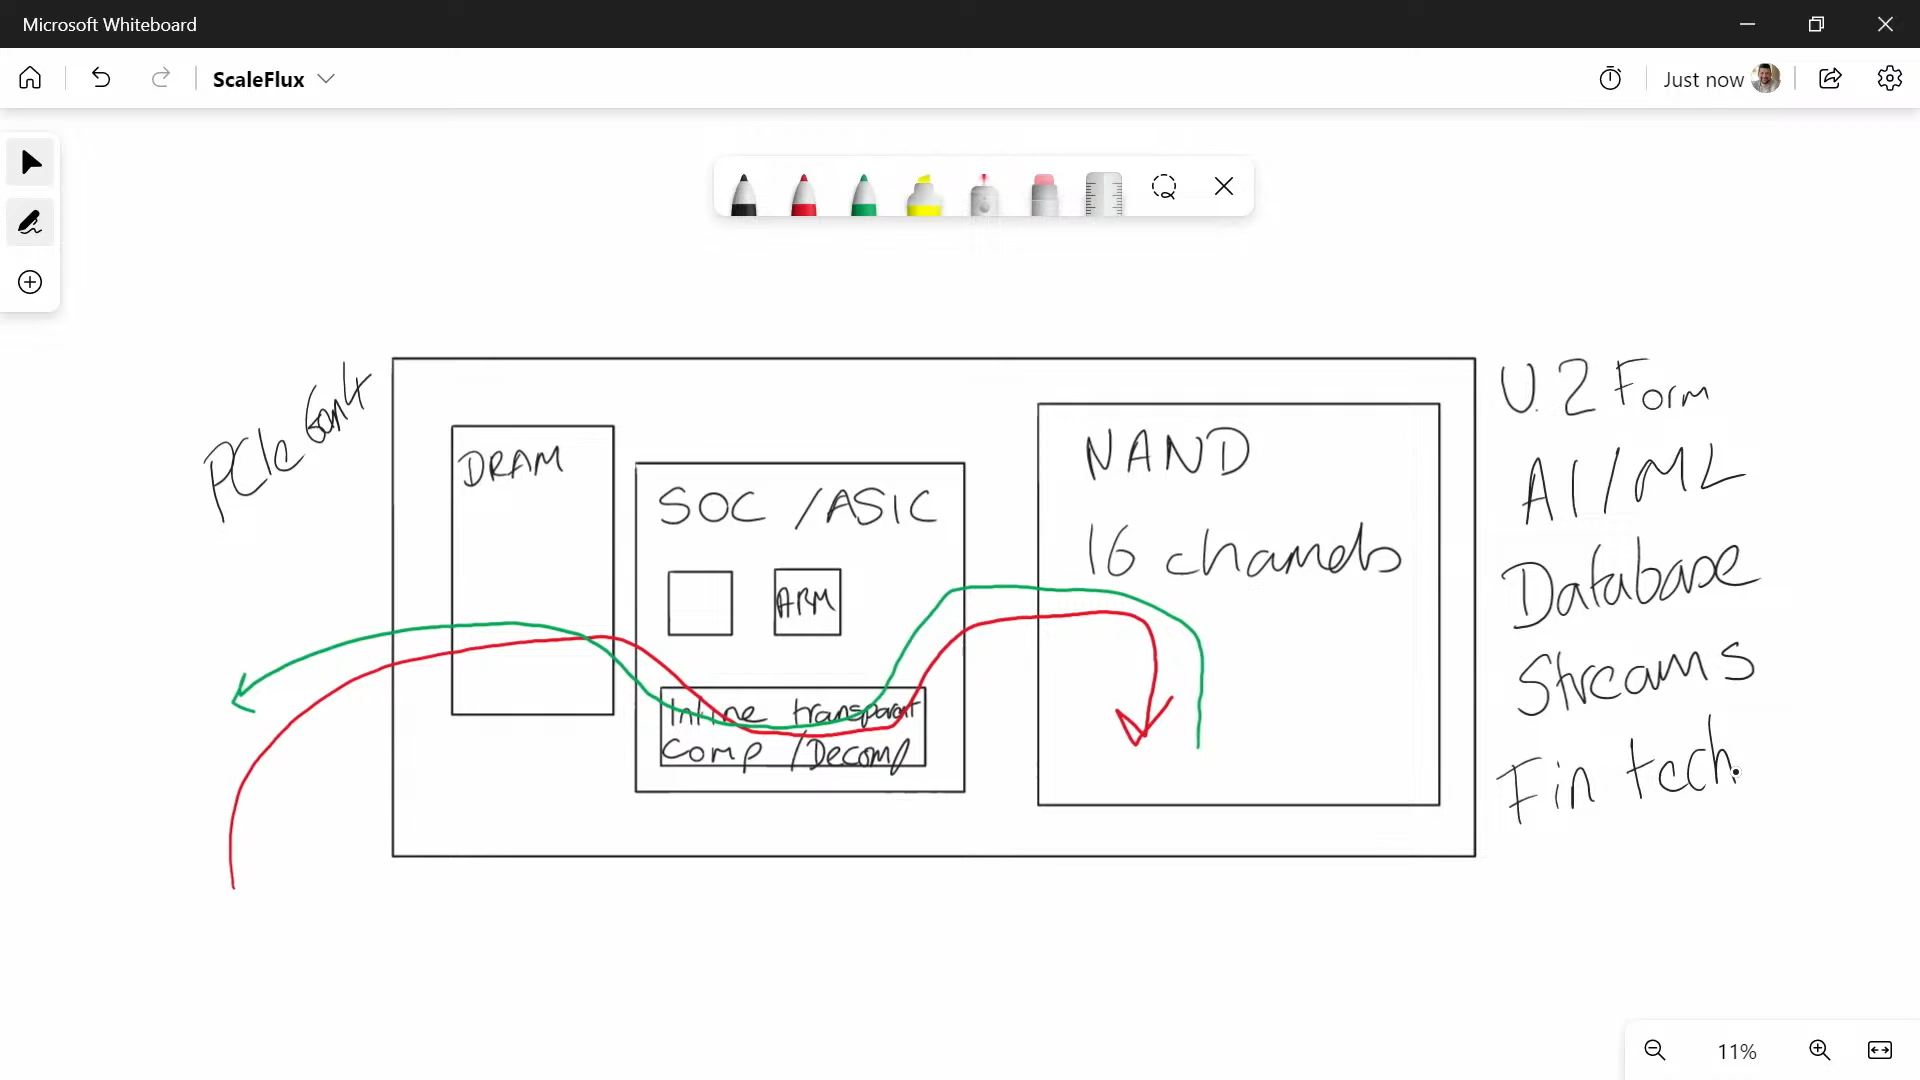 Microsoft Whiteboard
ScaleFlux
Just now
PCIe Gen4
DRAM
SOC / ASIC
ARM
Inline transparent
Comp / Decomp
NAND
16 channels
U.2 Form
AI/ML
Database
Streams
Fin tech
11%